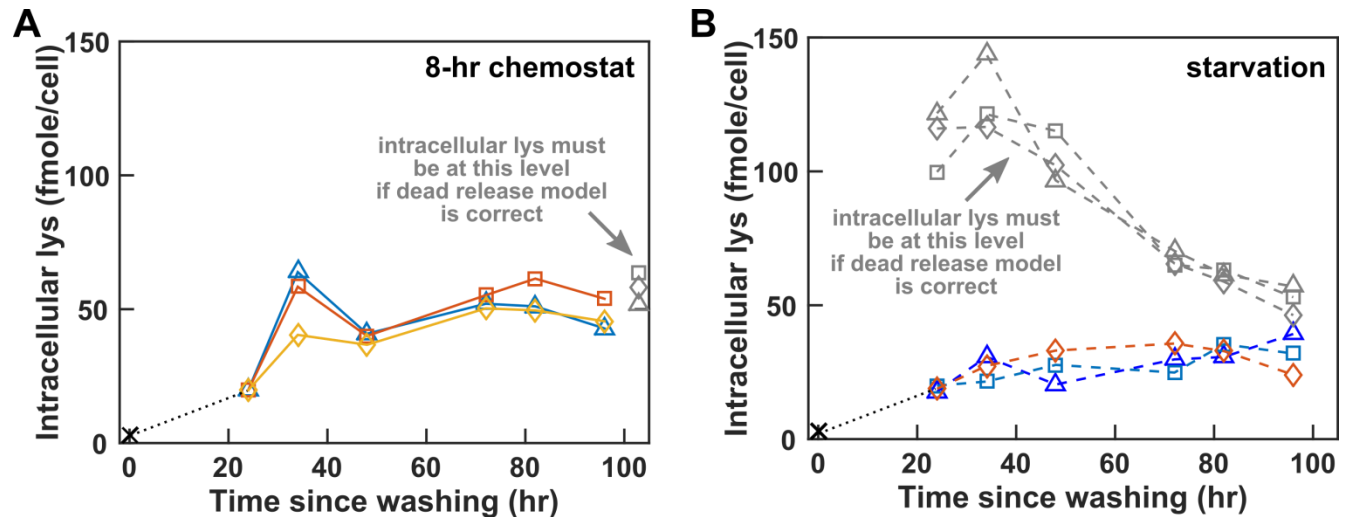 A
Intracellular lys (fmole/cell)
150
100
50
0
8-hr chemostat
intracellular lys must
be at this level
if dead release model
is correct
0 20 40 60 80 100
Time since washing (hr)
B
Intracellular lys (fmole/cell)
150
100
50
0
starvation
intracellular lys must
be at this level
if dead release model
is correct
0 20 40 60 80 100
Time since washing (hr)